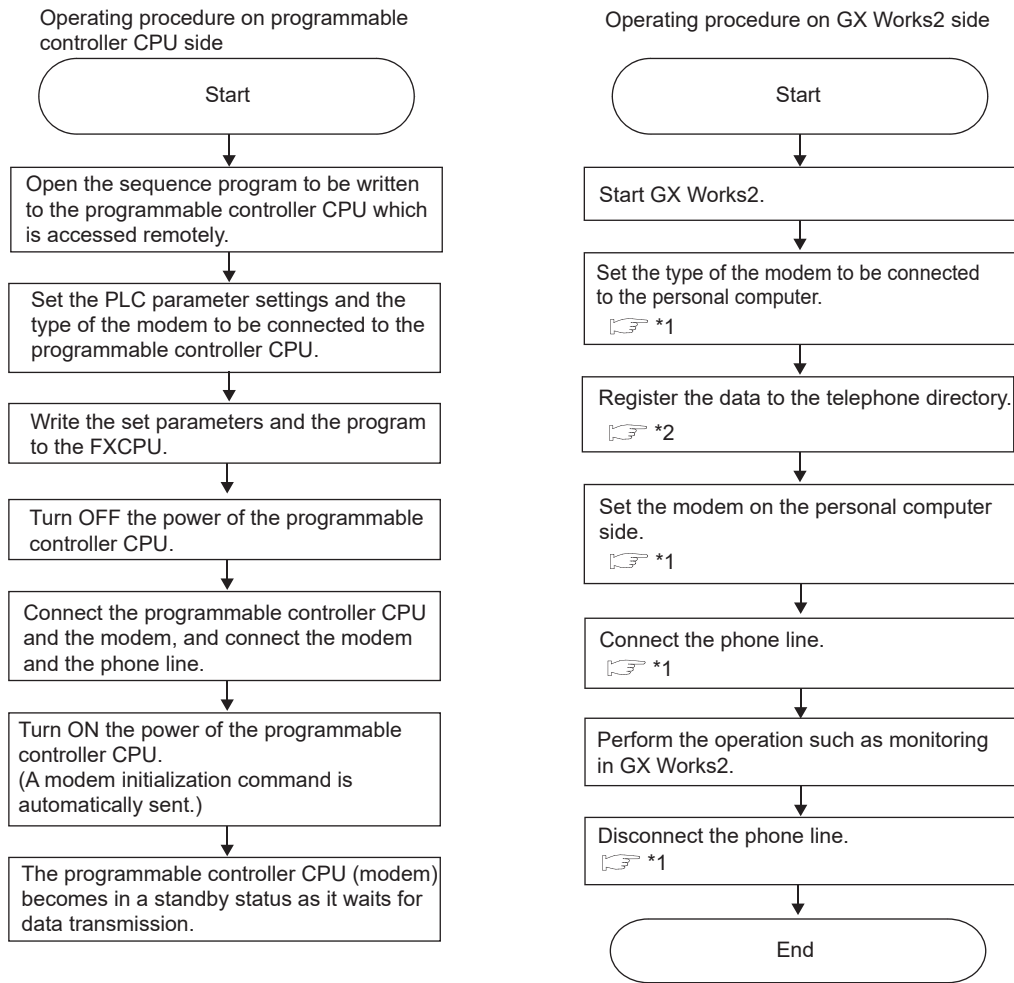 Operating procedure on programmable
controller CPU side
Start
Open the sequence program to be written
to the programmable controller CPU which
is accessed remotely.
Set the PLC parameter settings and the
type of the modem to be connected to the
programmable controller CPU.
Write the set parameters and the program
to the FXCPU.
Turn OFF the power of the programmable
controller CPU.
Connect the programmable controller CPU
and the modem, and connect the modem
and the phone line.
Turn ON the power of the programmable
controller CPU.
(A modem initialization command is
automatically sent.)
The programmable controller CPU (modem)
becomes in a standby status as it waits for
data transmission.
Operating procedure on GX Works2 side
Start
Start GX Works2.
Set the type of the modem to be connected
to the personal computer.
*1
Register the data to the telephone directory.
*2
Set the modem on the personal computer
side.
*1
Connect the phone line.
*1
Perform the operation such as monitoring
in GX Works2.
Disconnect the phone line.
*1
End